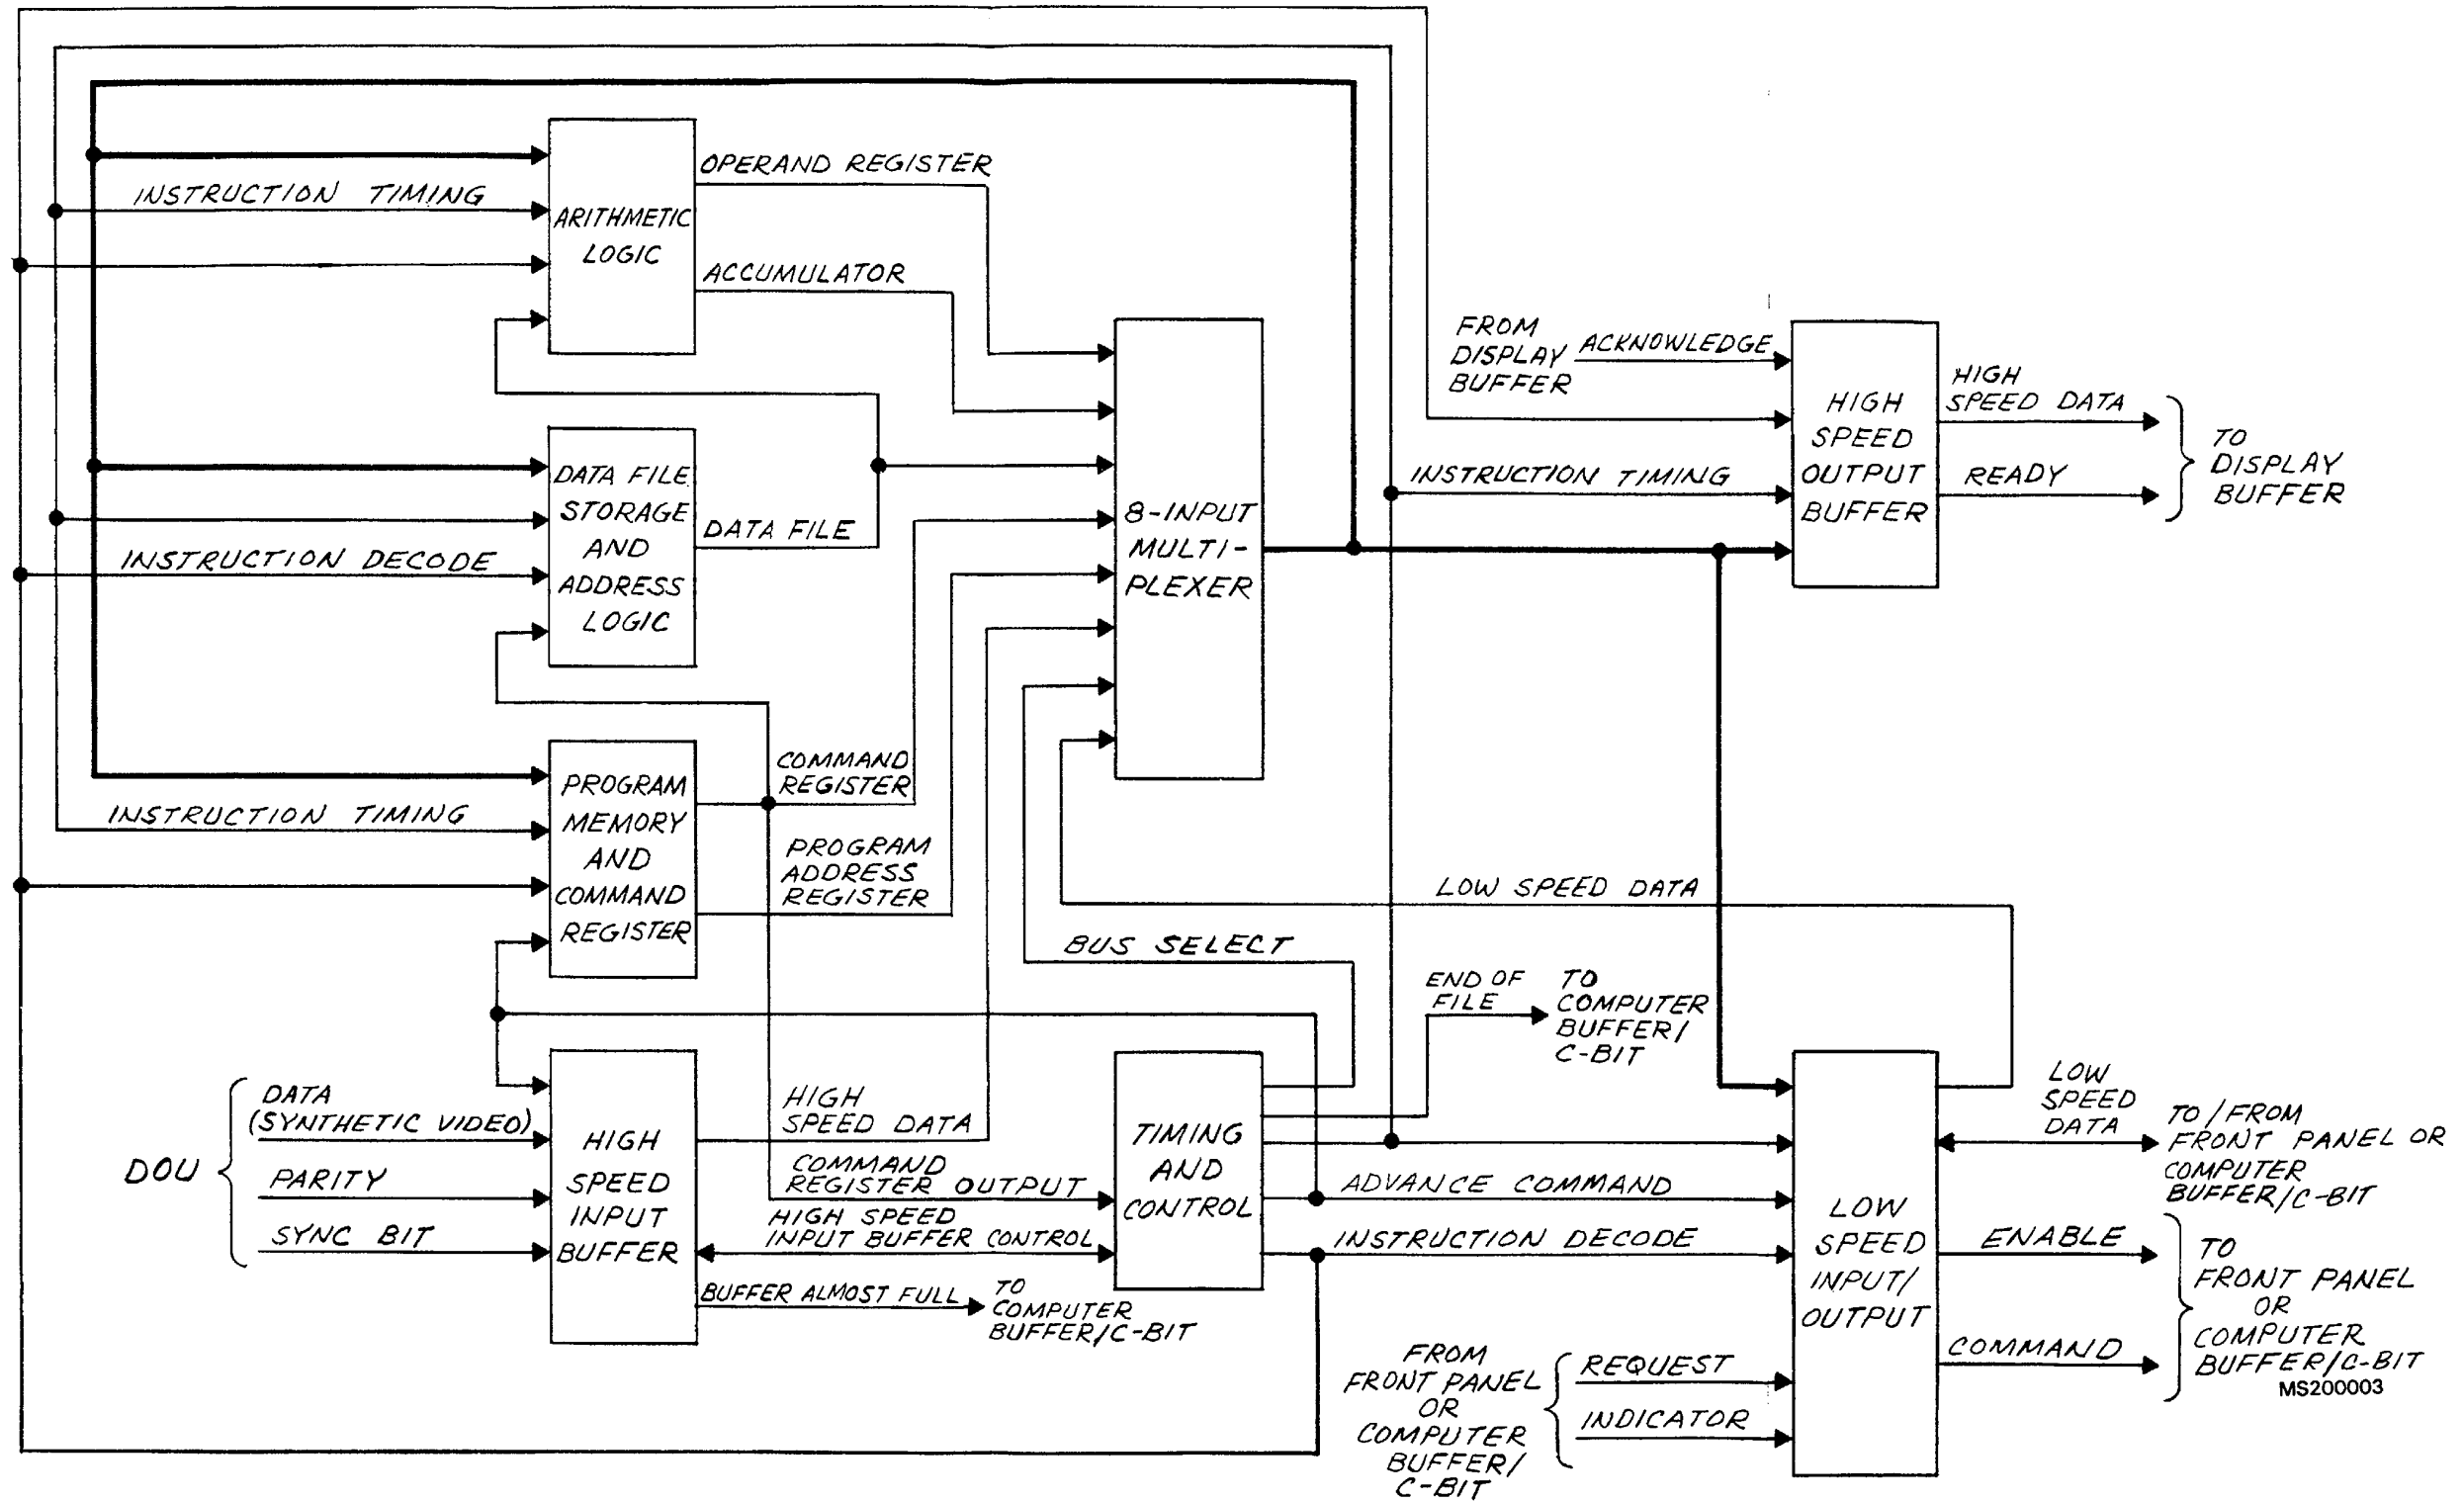 OPERAND REGISTER
INSTRUCTION TIMING
ARITHMETIC
LOGIC
ACCUMULATOR
FROM
DISPLAY
BUFFER
ACKNOWLEDGE
HIGH
SPEED
OUTPUT
BUFFER
HIGH
SPEED DATA
READY
TO
DISPLAY
BUFFER
INSTRUCTION TIMING
DATA FILE
STORAGE
AND
ADDRESS
LOGIC
INSTRUCTION DECODE
DATA FILE
8-INPUT
MULTI-
PLEXER
COMMAND
REGISTER
PROGRAM
MEMORY
AND
COMMAND
REGISTER
INSTRUCTION TIMING
PROGRAM
ADDRESS
REGISTER
LOW SPEED DATA
BUS SELECT
END OF
FILE
TO
COMPUTER
BUFFER/
C-BIT
DOU
DATA
(SYNTHETIC VIDEO)
PARITY
SYNC BIT
HIGH
SPEED
INPUT
BUFFER
HIGH
SPEED DATA
COMMAND
REGISTER OUTPUT
HIGH SPEED
INPUT BUFFER CONTROL
BUFFER ALMOST FULL
TO
COMPUTER
BUFFER/C-BIT
TIMING
AND
CONTROL
ADVANCE COMMAND
INSTRUCTION DECODE
LOW
SPEED
INPUT/
OUTPUT
LOW
SPEED
DATA
TO/FROM
FRONT PANEL OR
COMPUTER
BUFFER/C-BIT
ENABLE
COMMAND
TO
FRONT PANEL
OR
COMPUTER
BUFFER/C-BIT
FROM
FRONT PANEL
OR
COMPUTER
BUFFER/
C-BIT
REQUEST
INDICATOR
MS200003